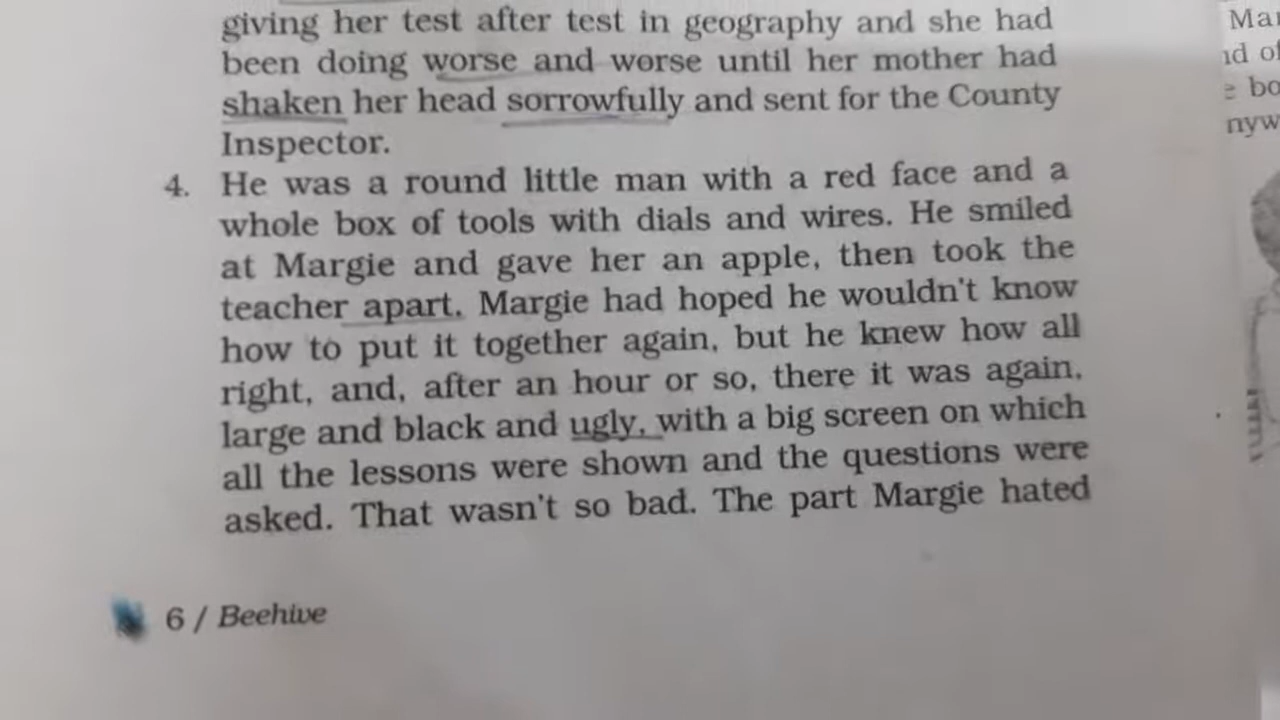 giving her test after test in geography and she had
been doing worse and worse until her mother had
shaken her head sorrowfully and sent for the County
Inspector.
4. He was a round little man with a red face and a
whole box of tools with dials and wires. He smiled
at Margie and gave her an apple, then took the
teacher apart. Margie had hoped he wouldn't know
how to put it together again, but he knew how all
right, and, after an hour or so, there it was again,
large and black and ugly, with a big screen on which
all the lessons were shown and the questions were
asked. That wasn't so bad. The part Margie hated
6 / Beehive